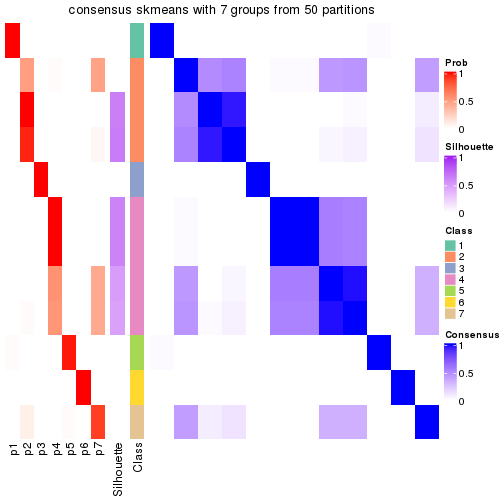 consensus skmeans with 7 groups from 50 partitions
Prob
1
0.5
0
Silhouette
1
0.5
0
Class
1
2
3
4
5
6
7
Consensus
1
0.5
0
p1
p2
p3
p4
p5
p6
p7
Silhouette
Class